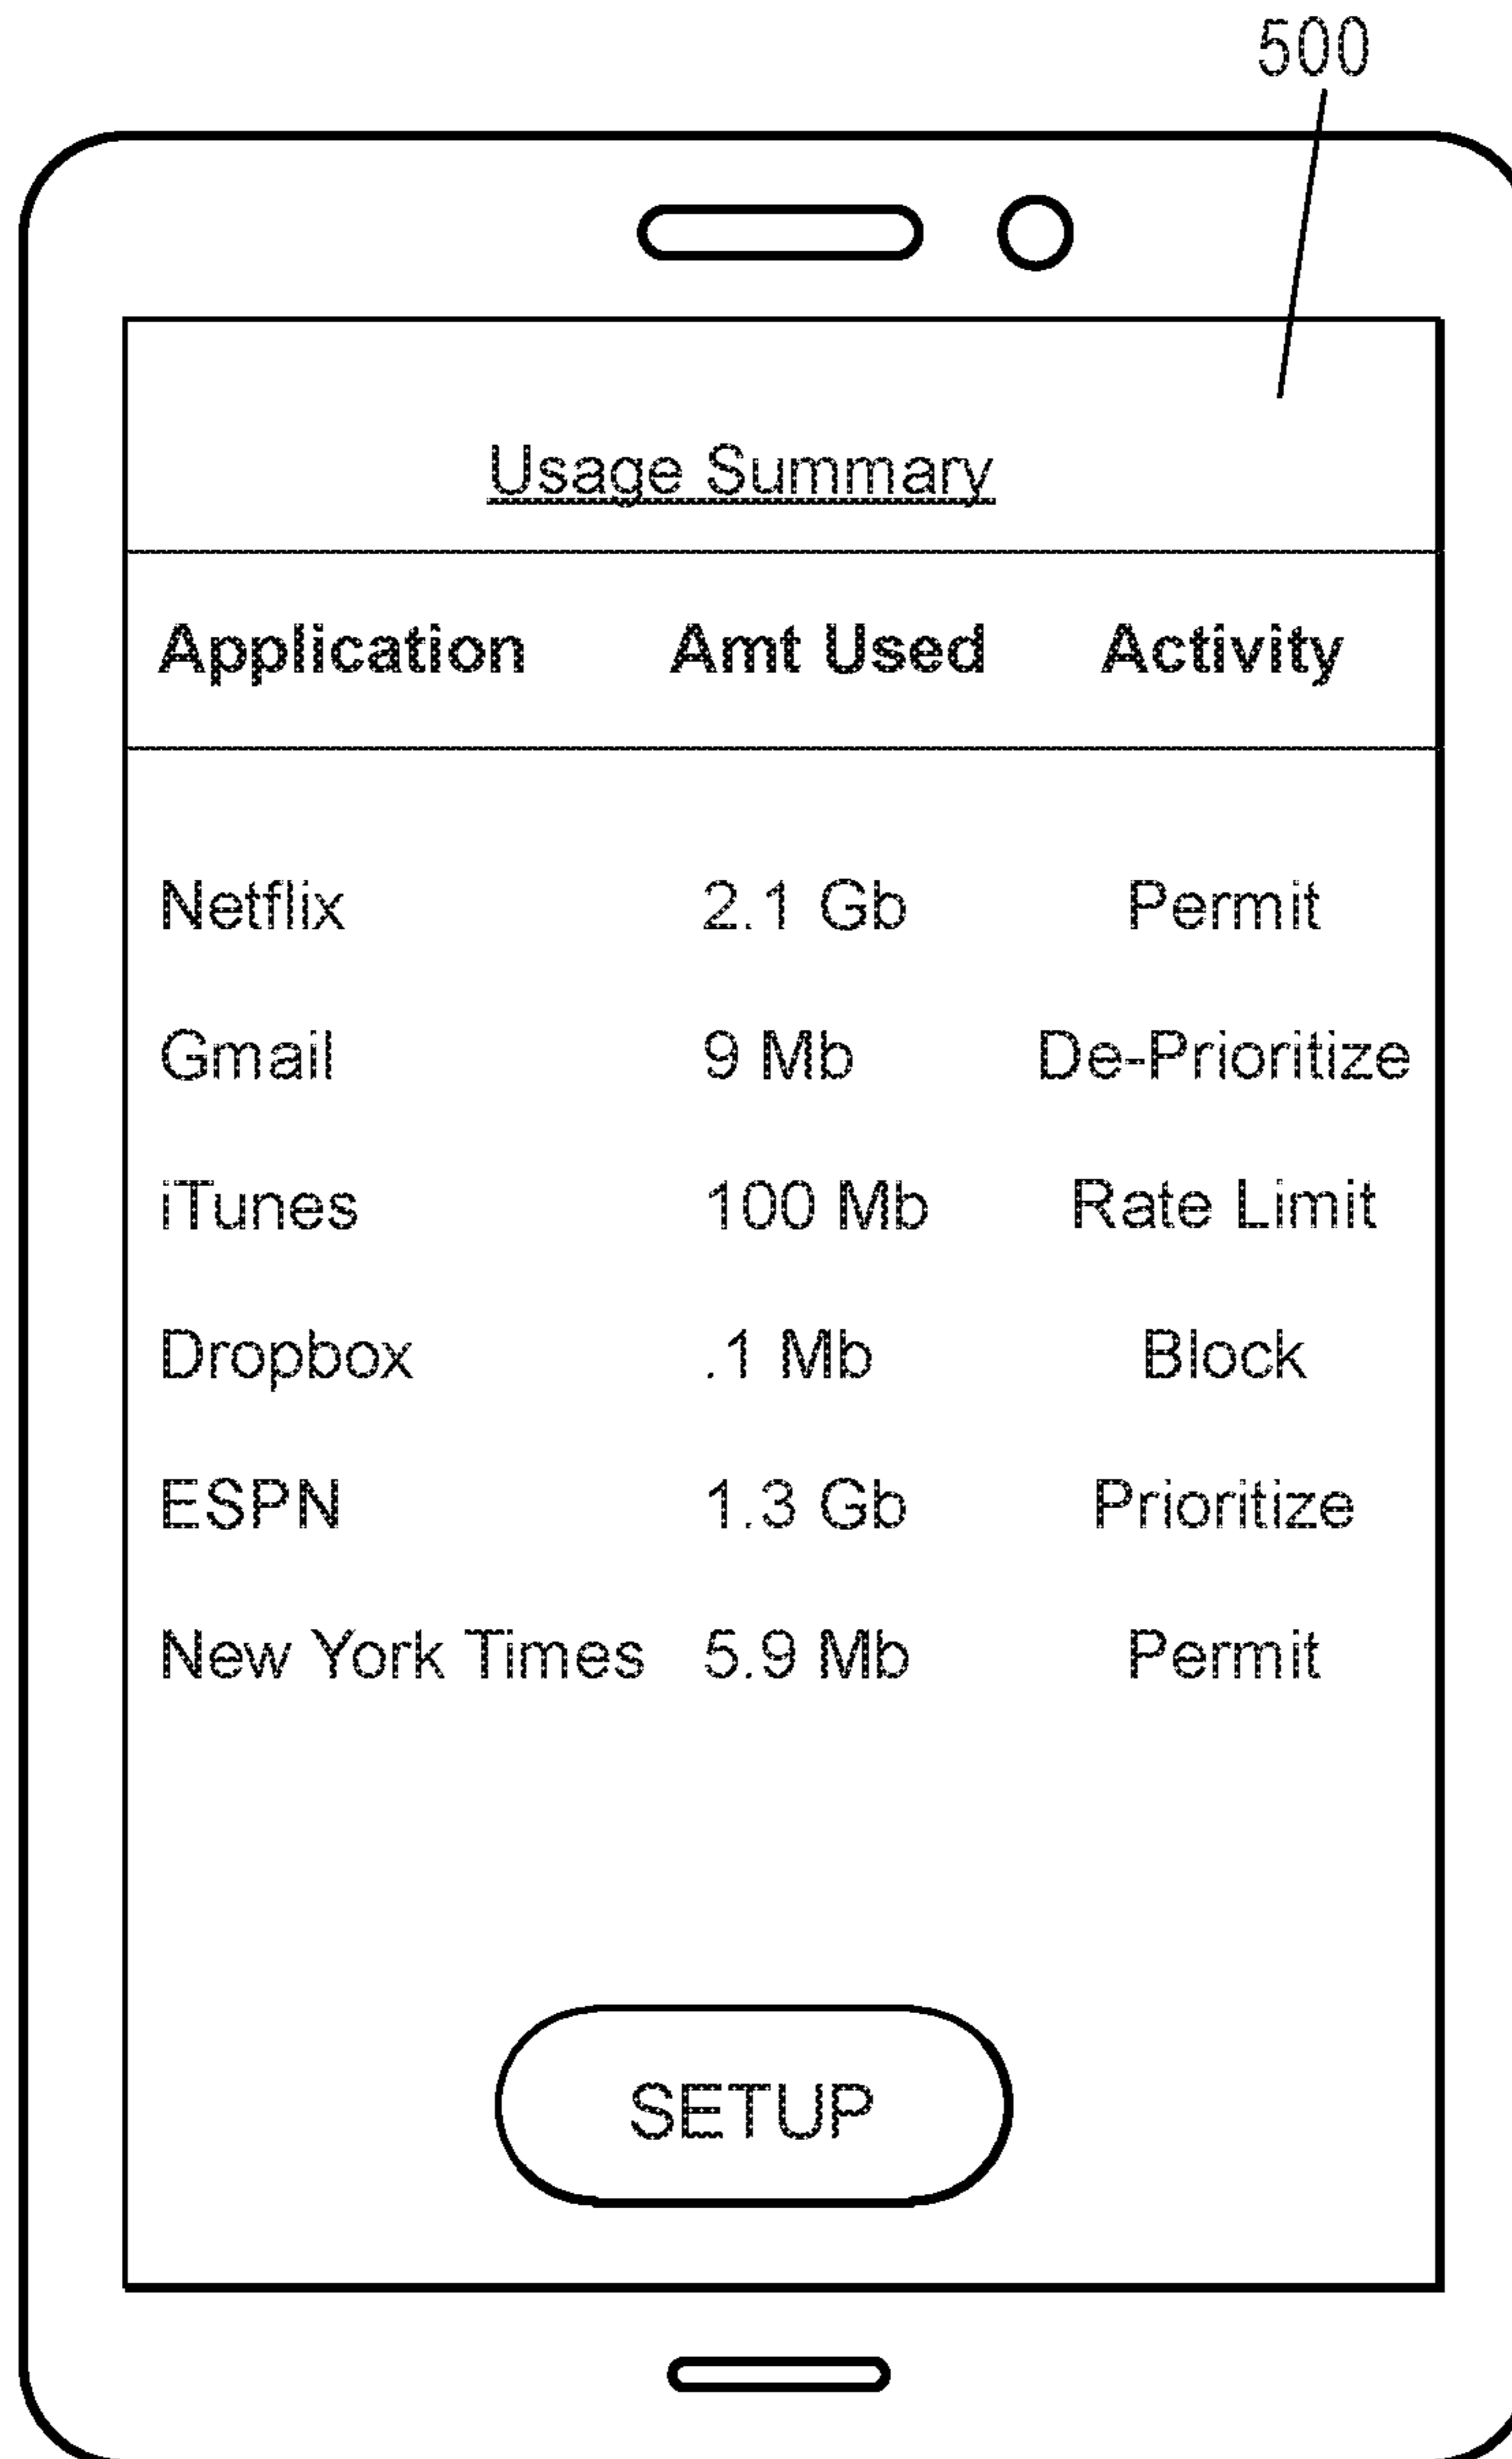 500
Usage Summary
Application Amt Used Activity
Netflix 2.1 Gb Permit
Gmail 9 Mb De-Prioritize
iTunes 100 Mb Rate Limit
Dropbox .1 Mb Block
ESPN 1.3 Gb Prioritize
New York Times 5.9 Mb Permit
SETUP